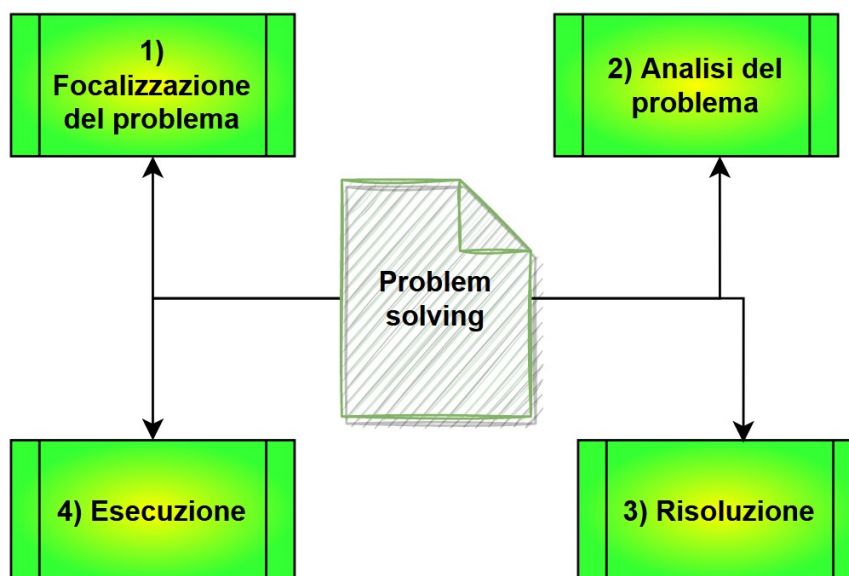 1)
Focalizzazione
del problema
2) Analisi del
problema
Problem
solving
4) Esecuzione
3) Risoluzione